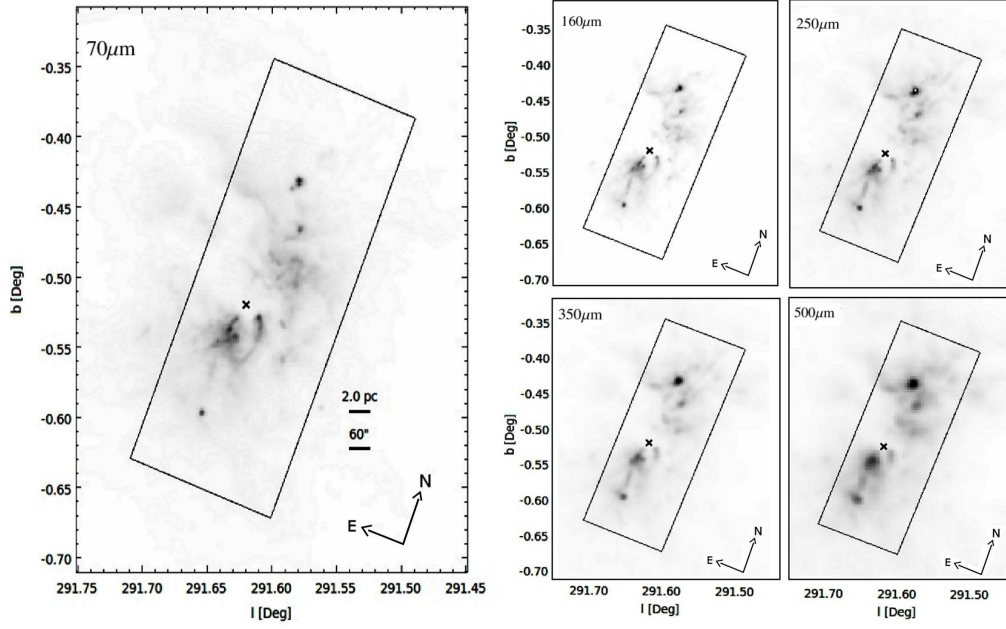 70μm
-0.35
-0.40
-0.45
-0.50
-0.55
-0.60
-0.65
-0.70
b [Deg]
2.0 pc
60"
N
E
291.75 291.70 291.65 291.60 291.55 291.50 291.45
l [Deg]
160μm
-0.35
-0.40
-0.45
-0.50
-0.55
-0.60
-0.65
-0.70
b [Deg]
N
E
250μm
N
E
350μm
-0.35
-0.40
-0.45
-0.50
-0.55
-0.60
-0.65
-0.70
b [Deg]
N
E
291.70 291.60 291.50
l [Deg]
500μm
N
E
291.70 291.60 291.50
l [Deg]